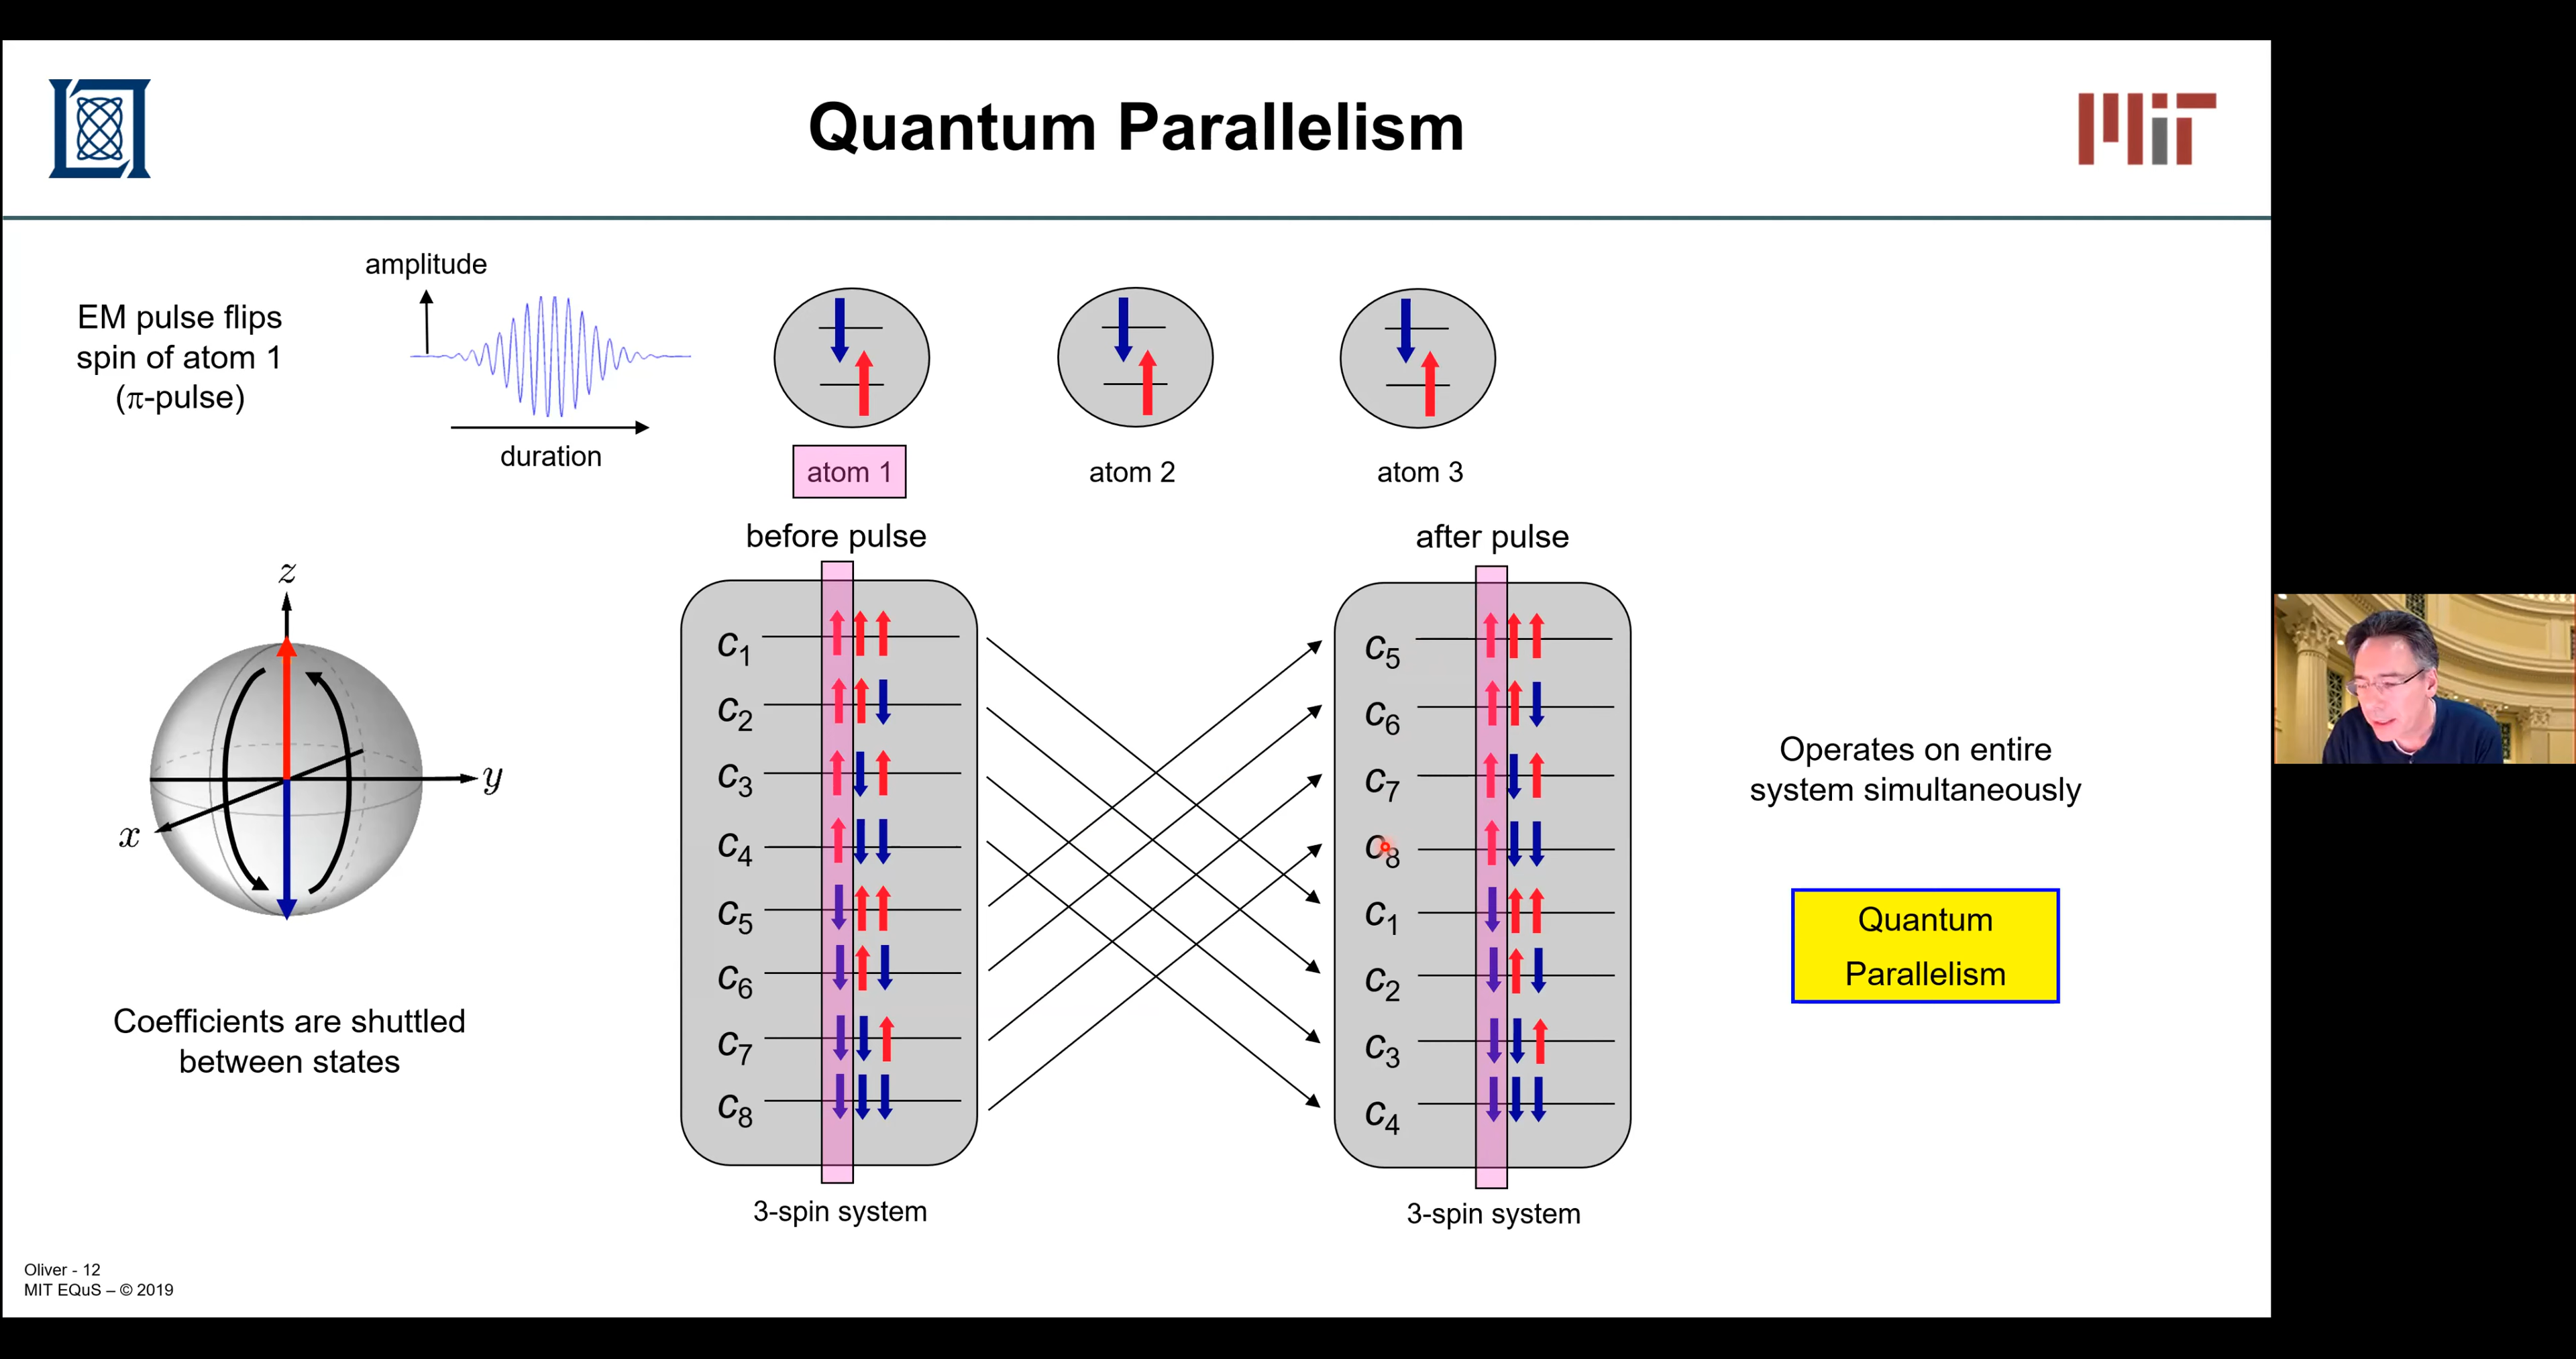 Quantum Parallelism
MIT
EM pulse flips
spin of atom 1
(π-pulse)
amplitude
duration
atom 1
atom 2
atom 3
before pulse
after pulse
z
y
x
Coefficients are shuttled
between states
c1
c2
c3
c4
c5
c6
c7
c8
3-spin system
c5
c6
c7
c8
c1
c2
c3
c4
3-spin system
Operates on entire
system simultaneously
Quantum
Parallelism
Oliver - 12
MIT EQuS – © 2019